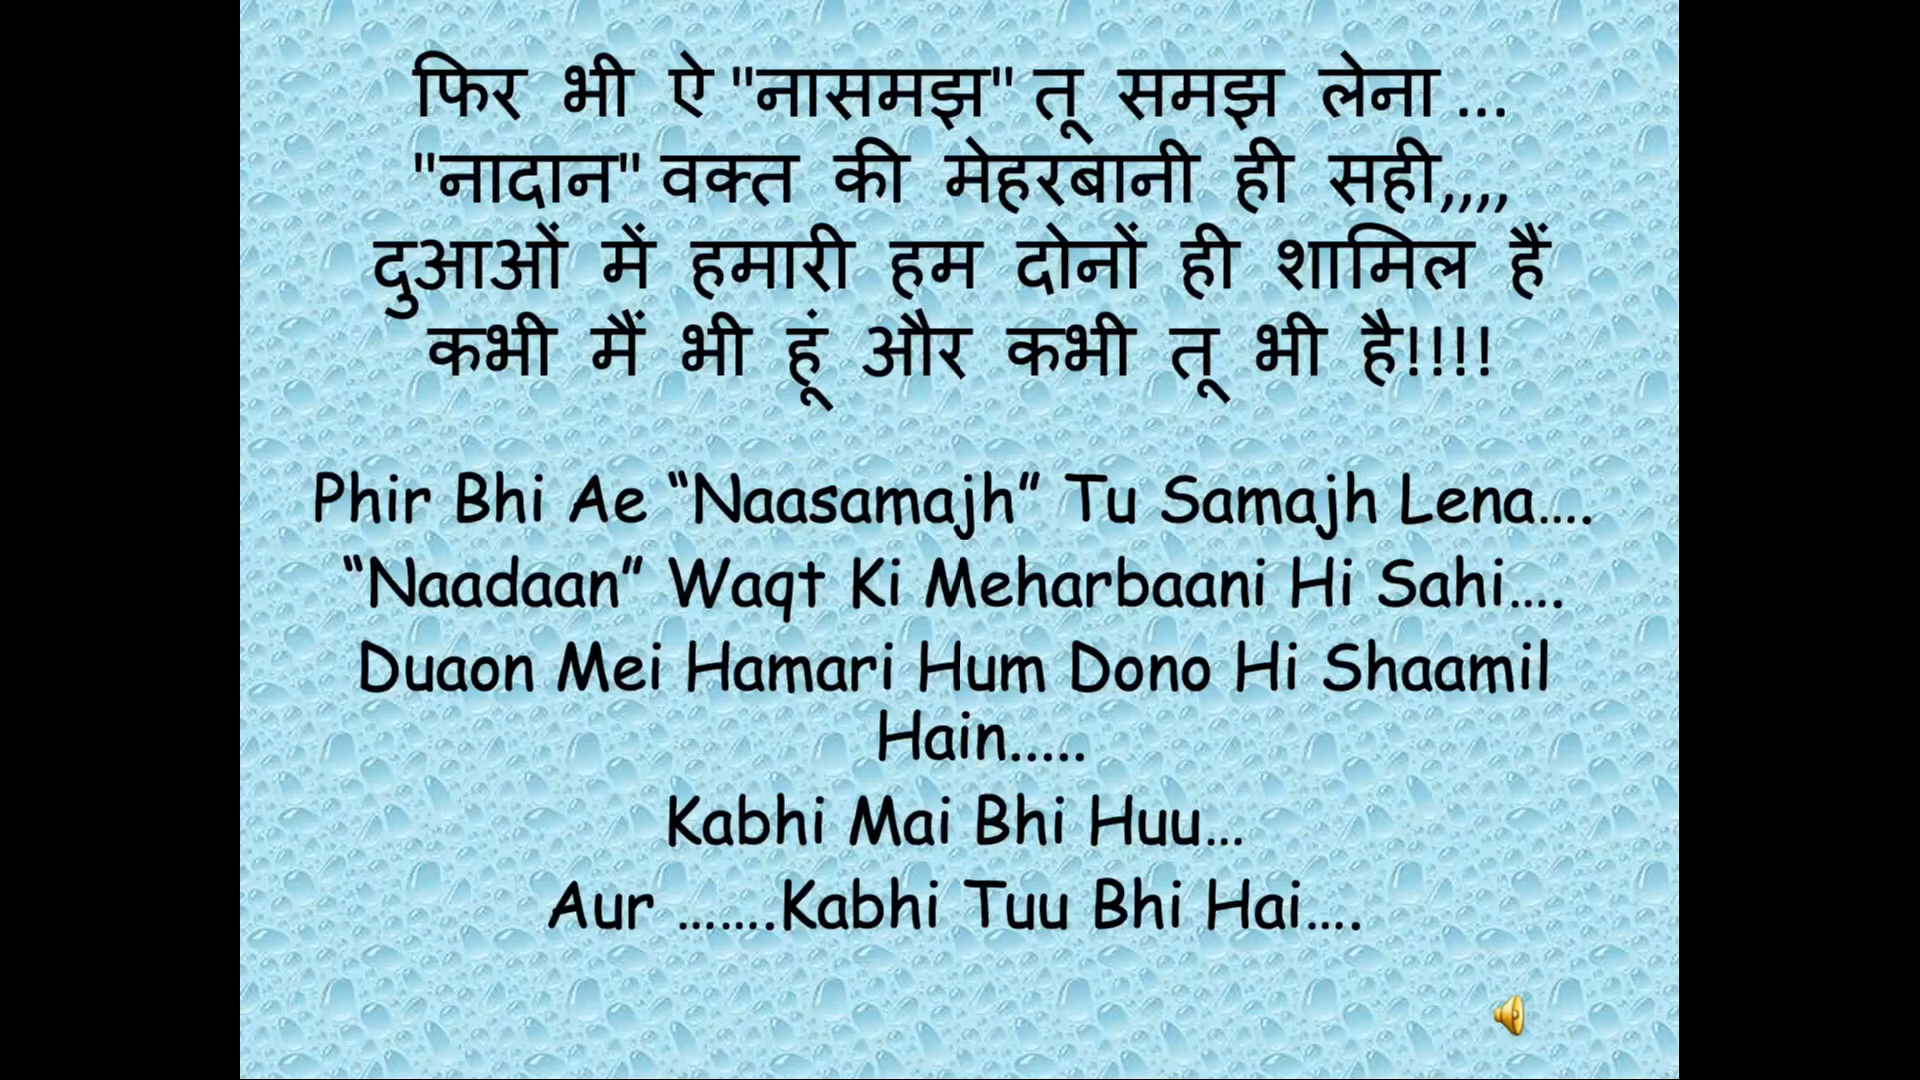 फिर भी ऐ "नासमझ" तू समझ लेना ...
"नादान" वक्त की मेहरबानी ही सही,,,,
दुआओं में हमारी हम दोनों ही शामिल हैं
कभी मैं भी हूं और कभी तू भी है!!!!
Phir Bhi Ae “Naasamajh” Tu Samajh Lena….
“Naadaan” Waqt Ki Meharbaani Hi Sahi….
Duaon Mei Hamari Hum Dono Hi Shaamil
Hain…..
Kabhi Mai Bhi Huu…
Aur …….Kabhi Tuu Bhi Hai….